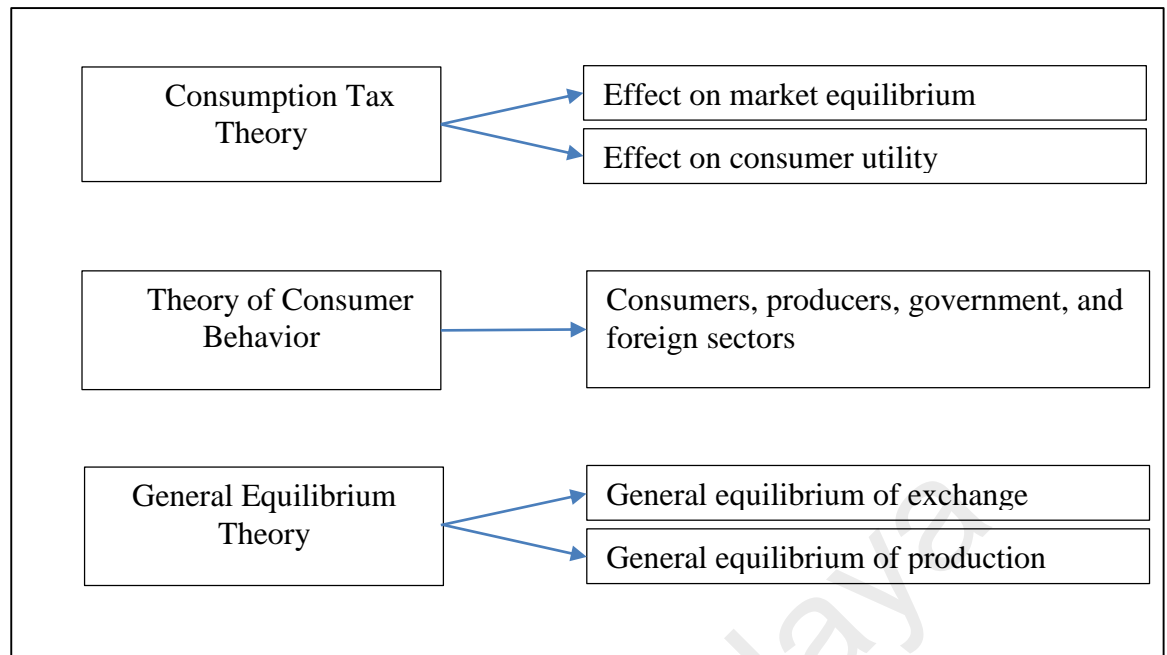 Consumption Tax
Theory
Effect on market equilibrium
Effect on consumer utility
Theory of Consumer
Behavior
Consumers, producers, government, and
foreign sectors
General Equilibrium
Theory
General equilibrium of exchange
General equilibrium of production
laya